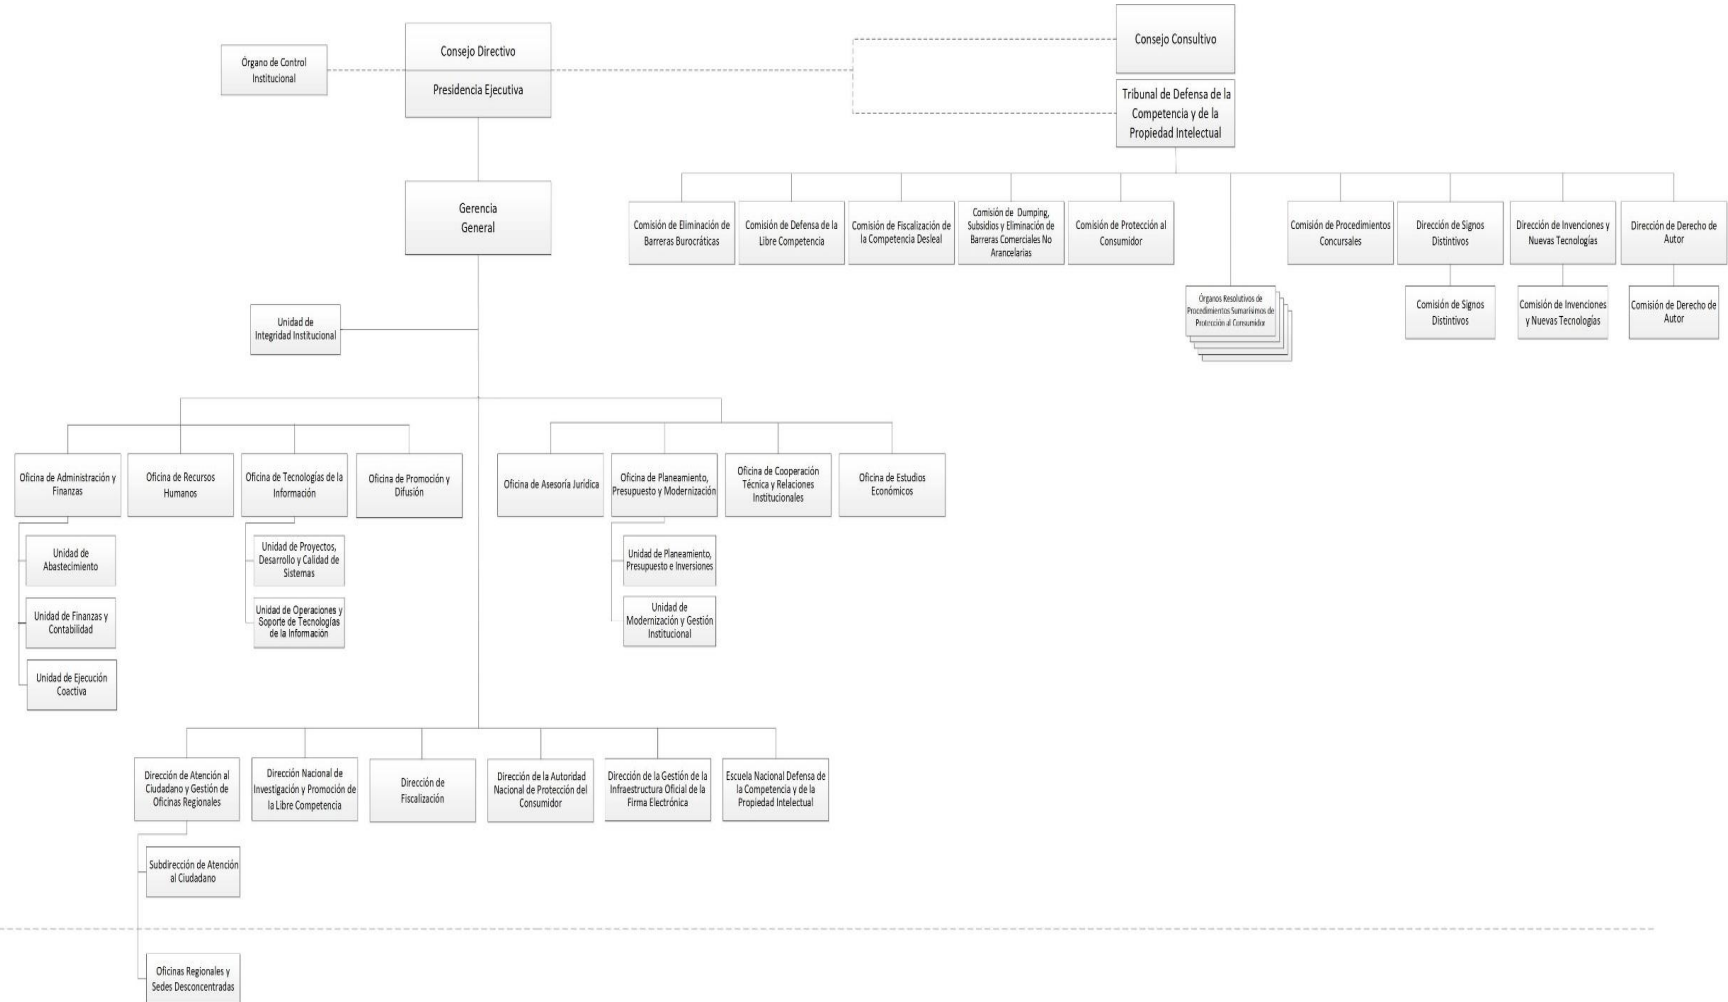 Consejo Directivo
Presidencia Ejecutiva
Órgano de Control
Institucional
Consejo Consultivo
Tribunal de Defensa de la
Competencia y de la
Propiedad Intelectual
Gerencia
General
Comisión de Eliminación de
Barreras Burocráticas
Comisión de Defensa de la
Libre Competencia
Comisión de Fiscalización de
la Competencia Desleal
Comisión de Dumping,
Subsidios y Eliminación de
Barreras Comerciales No
Arancelarias
Comisión de Protección al
Consumidor
Órganos Resolutivos de
Procedimientos Sumarísimos de
Protección al Consumidor
Comisión de Procedimientos
Concursales
Dirección de Signos
Distintivos
Dirección de Invenciones y
Nuevas Tecnologías
Dirección de Derecho de
Autor
Comisión de Signos
Distintivos
Comisión de Invenciones
y Nuevas Tecnologías
Comisión de Derecho de
Autor
Unidad de
Integridad Institucional
Oficina de Administración y
Finanzas
Oficina de Recursos
Humanos
Oficina de Tecnologías de la
Información
Oficina de Promoción y
Difusión
Oficina de Asesoría Jurídica
Oficina de Planeamiento,
Presupuesto y Modernización
Oficina de Cooperación
Técnica y Relaciones
Institucionales
Oficina de Estudios
Económicos
Unidad de
Abastecimiento
Unidad de Finanzas y
Contabilidad
Unidad de Ejecución
Coactiva
Unidad de Proyectos,
Desarrollo y Calidad de
Sistemas
Unidad de Operaciones y
Soporte de Tecnologías
de la Información
Unidad de Planeamiento,
Presupuesto e Inversiones
Unidad de
Modernización y Gestión
Institucional
Dirección de Atención al
Ciudadano y Gestión de
Oficinas Regionales
Dirección Nacional de
Investigación y Promoción de
la Libre Competencia
Dirección de
Fiscalización
Dirección de la Autoridad
Nacional de Protección del
Consumidor
Dirección de la Gestión de la
Infraestructura Oficial de la
Firma Electrónica
Escuela Nacional Defensa de
la Competencia y de la
Propiedad Intelectual
Subdirección de Atención
al Ciudadano
Oficinas Regionales y
Sedes Desconcentradas